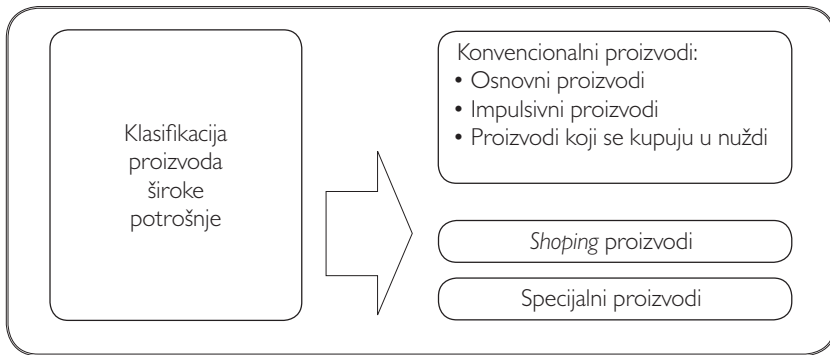 Klasifikacija
proizvoda
široke
potrošnje
Konvencionalni proizvodi:
• Osnovni proizvodi
• Impulsivni proizvodi
• Proizvodi koji se kupuju u nuždi
Shoping proizvodi
Specijalni proizvodi